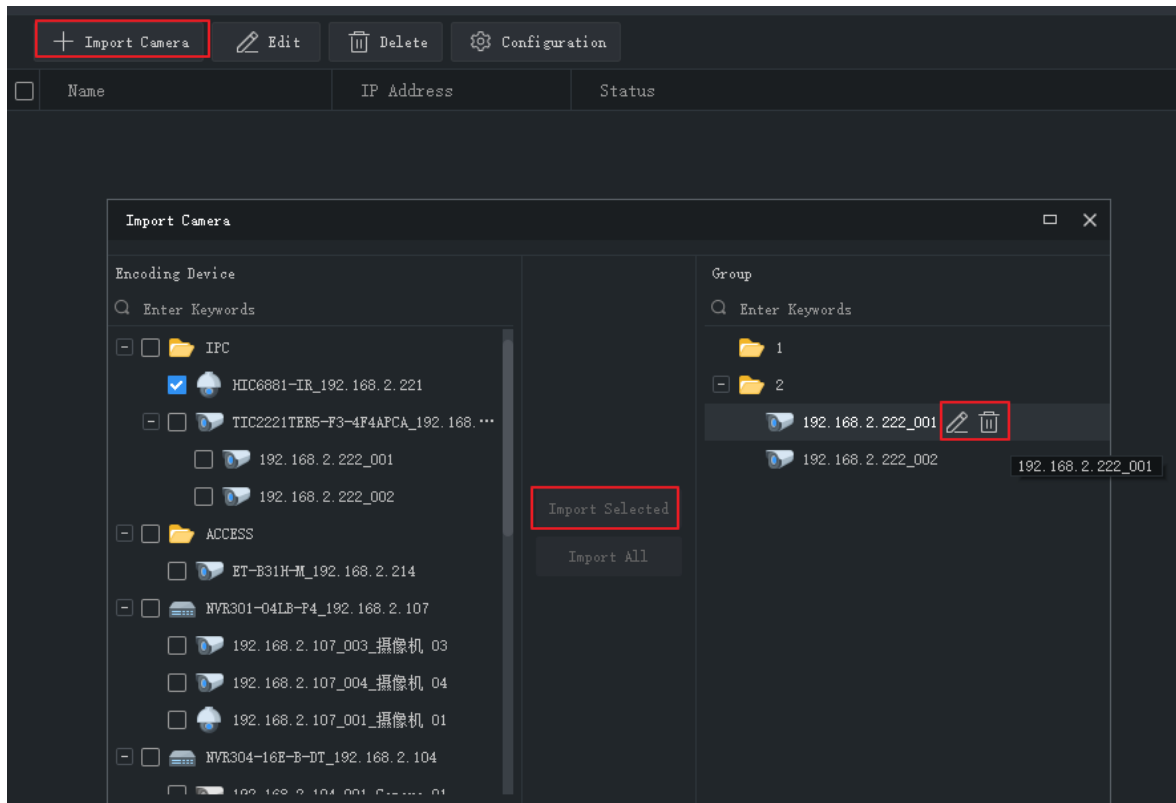 Import Camera Edit Delete Configuration
Name IP Address Status
Import Camera
Encoding Device
Enter Keywords
IPC
HIC6881-IR_192.168.2.221
TIC2221TER5-F3-4F4APCA_192.168.···
192.168.2.222_001
192.168.2.222_002
ACCESS
ET-B31H-M_192.168.2.214
NVR301-04LB-P4_192.168.2.107
192.168.2.107_003_摄像机 03
192.168.2.107_004_摄像机 04
192.168.2.107_001_摄像机 01
NVR304-16E-B-DT_192.168.2.104
Import Selected
Import All
Group
Enter Keywords
1
2
192.168.2.222_001
192.168.2.222_002
192.168.2.222_001